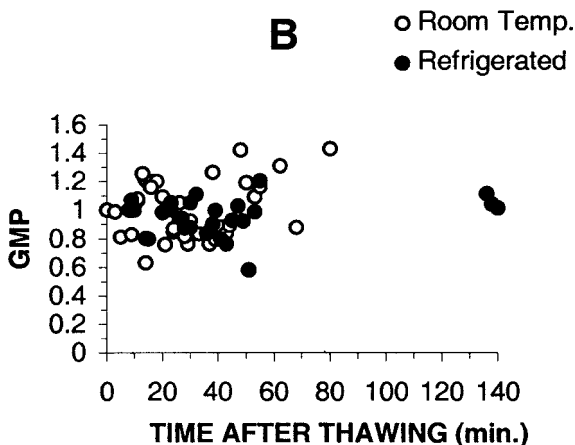 B
Room Temp.
Refrigerated
1.6
1.4
1.2
1
0.8
0.6
0.4
0.2
0
GMP
0 20 40 60 80 100 120 140
TIME AFTER THAWING (min.)